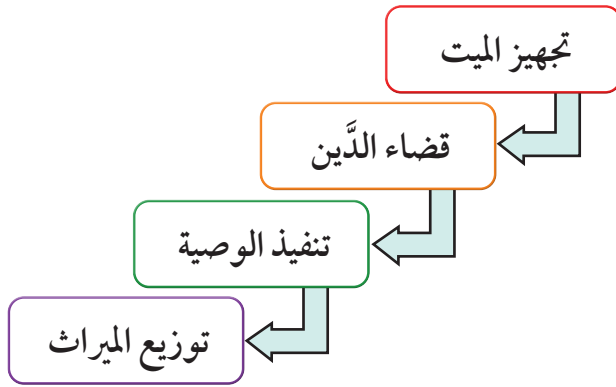 تجهيز الميت
قضاء الدَّين
تنفيذ الوصية
توزيع الميراث